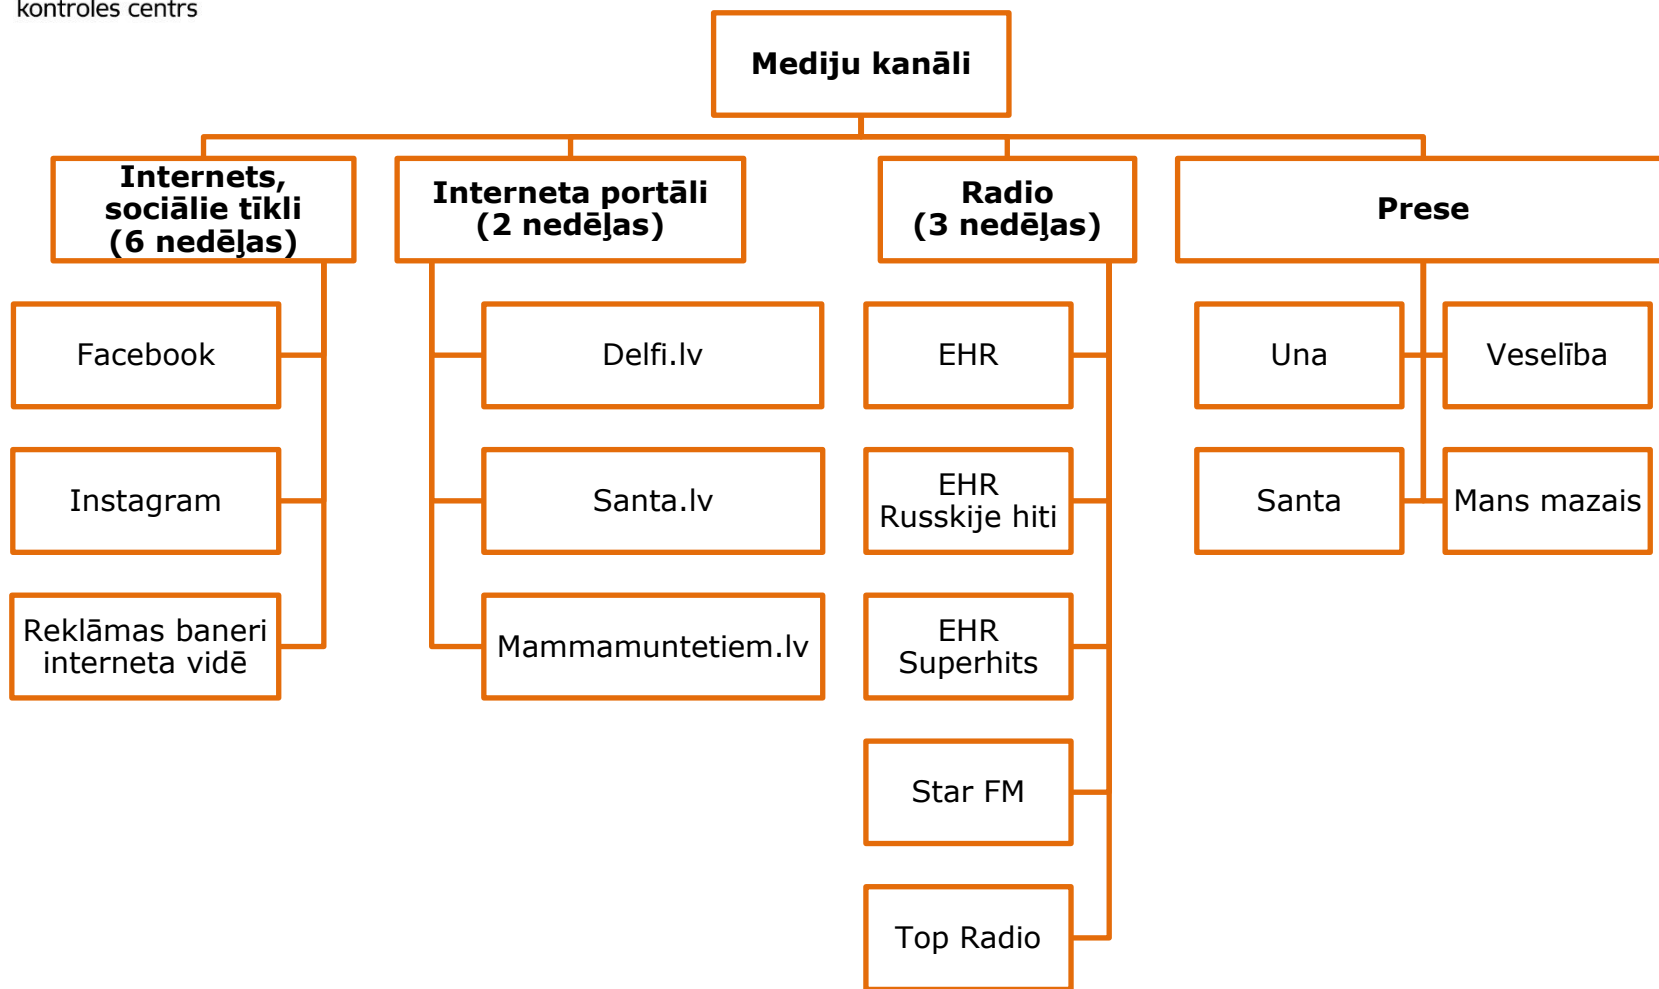 kontroles centrs
Mediju kanāli
Internets,
sociālie tīkli
(6 nedēļas)
Facebook
Instagram
Reklāmas baneri
interneta vidē
Interneta portāli
(2 nedēļas)
Delfi.lv
Santa.lv
Mammamuntetiem.lv
Radio
(3 nedēļas)
EHR
EHR
Russkije hiti
EHR
Superhits
Star FM
Top Radio
Prese
Una
Veselība
Santa
Mans mazais